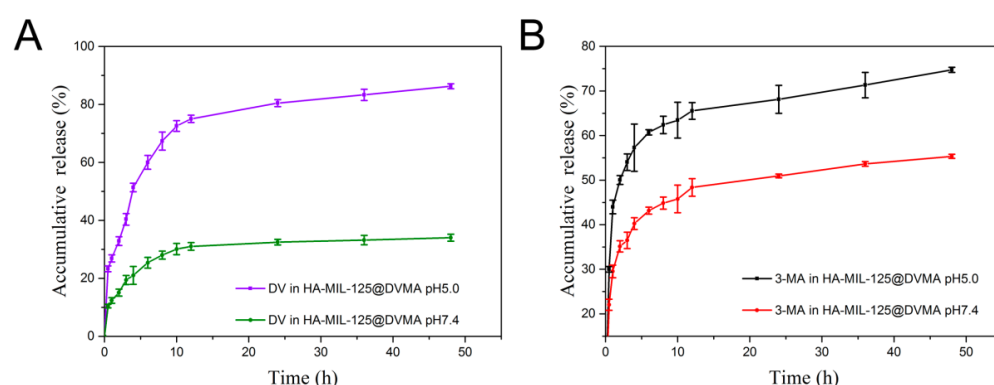 A
Accumulative release (%)
100
80
60
40
20
0
DV in HA-MIL-125@DVMA pH5.0
DV in HA-MIL-125@DVMA pH7.4
0
10
20
30
40
50
Time (h)
B
Accumulative release (%)
80
70
60
50
40
30
20
3-MA in HA-MIL-125@DVMA pH5.0
3-MA in HA-MIL-125@DVMA pH7.4
0
10
20
30
40
50
Time (h)